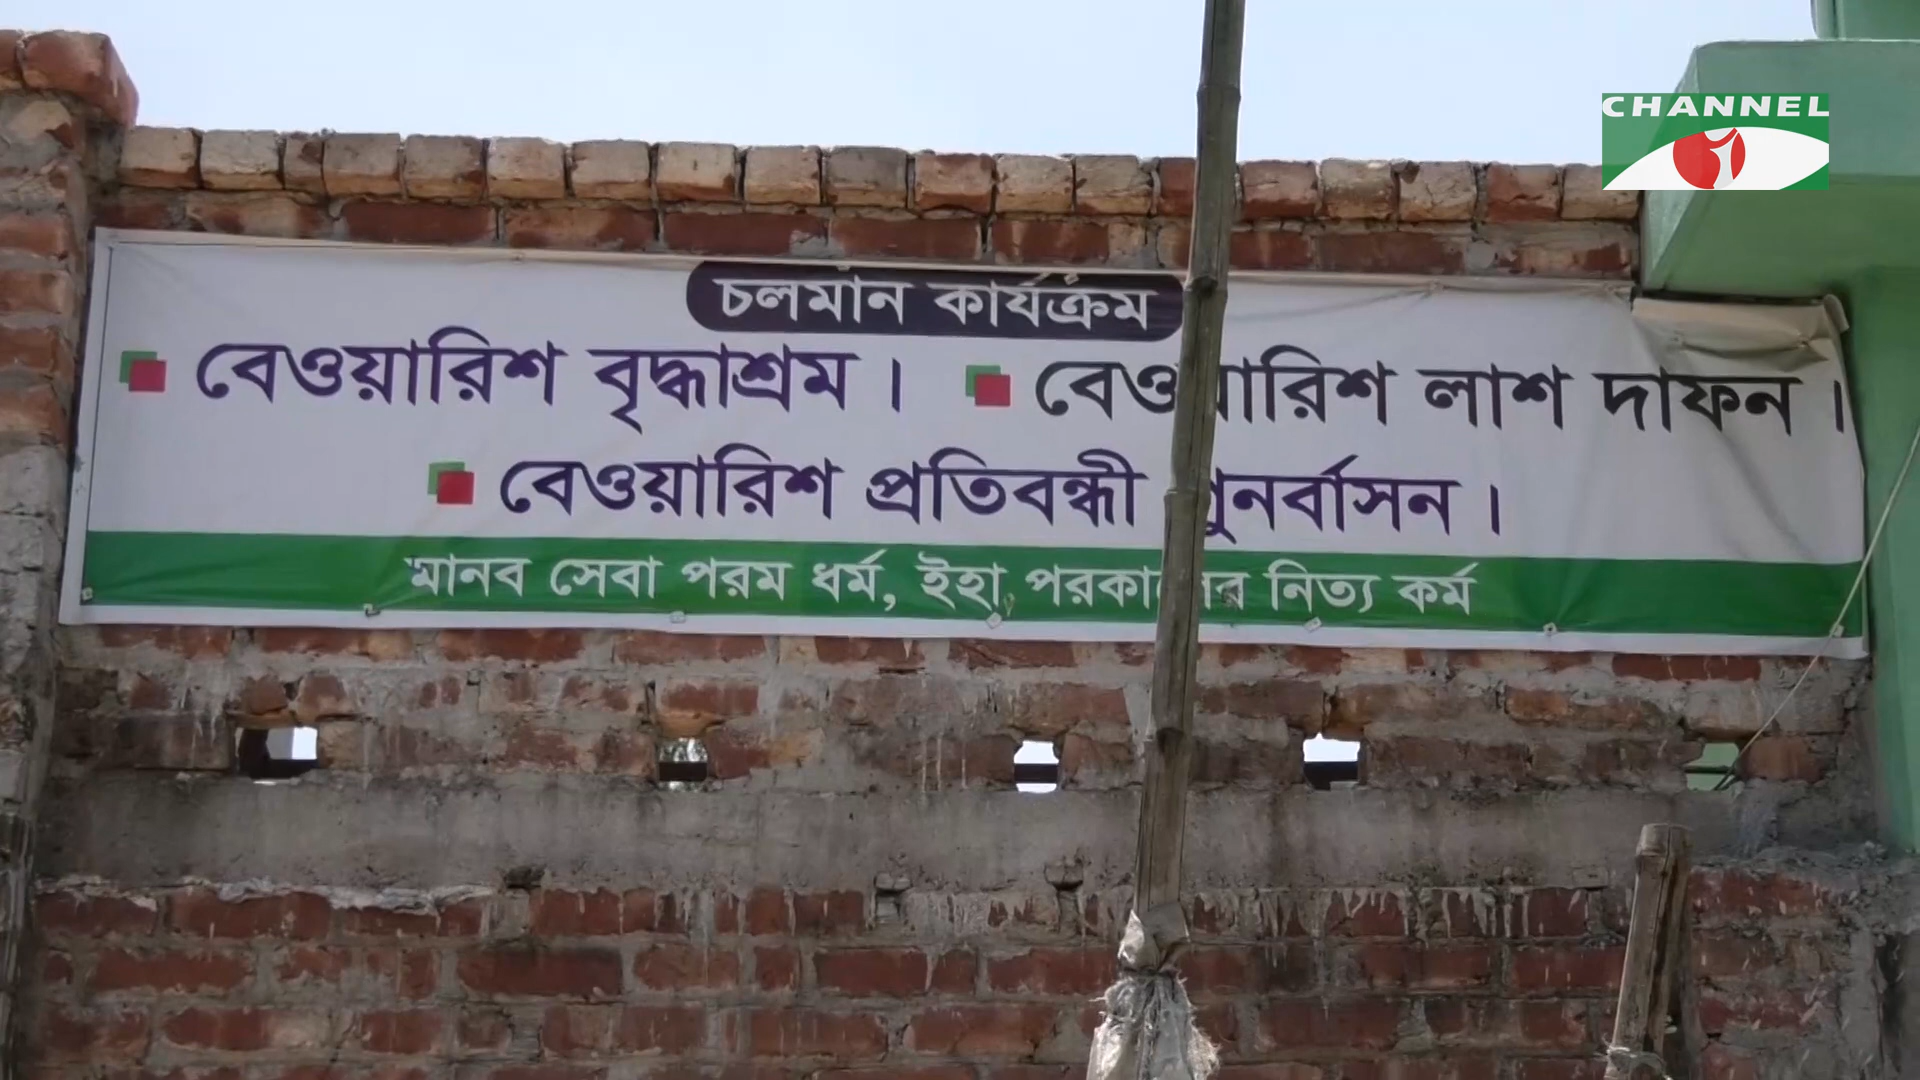 CHANNEL i
চলমান কার্যক্রম
বেওয়ারিশ বৃদ্ধাশ্রম। বেওয়ারিশ লাশ দাফন।
বেওয়ারিশ প্রতিবন্ধী পুনর্বাসন।
মানব সেবা পরম ধর্ম, ইহা পরকালের নিত্য কর্ম